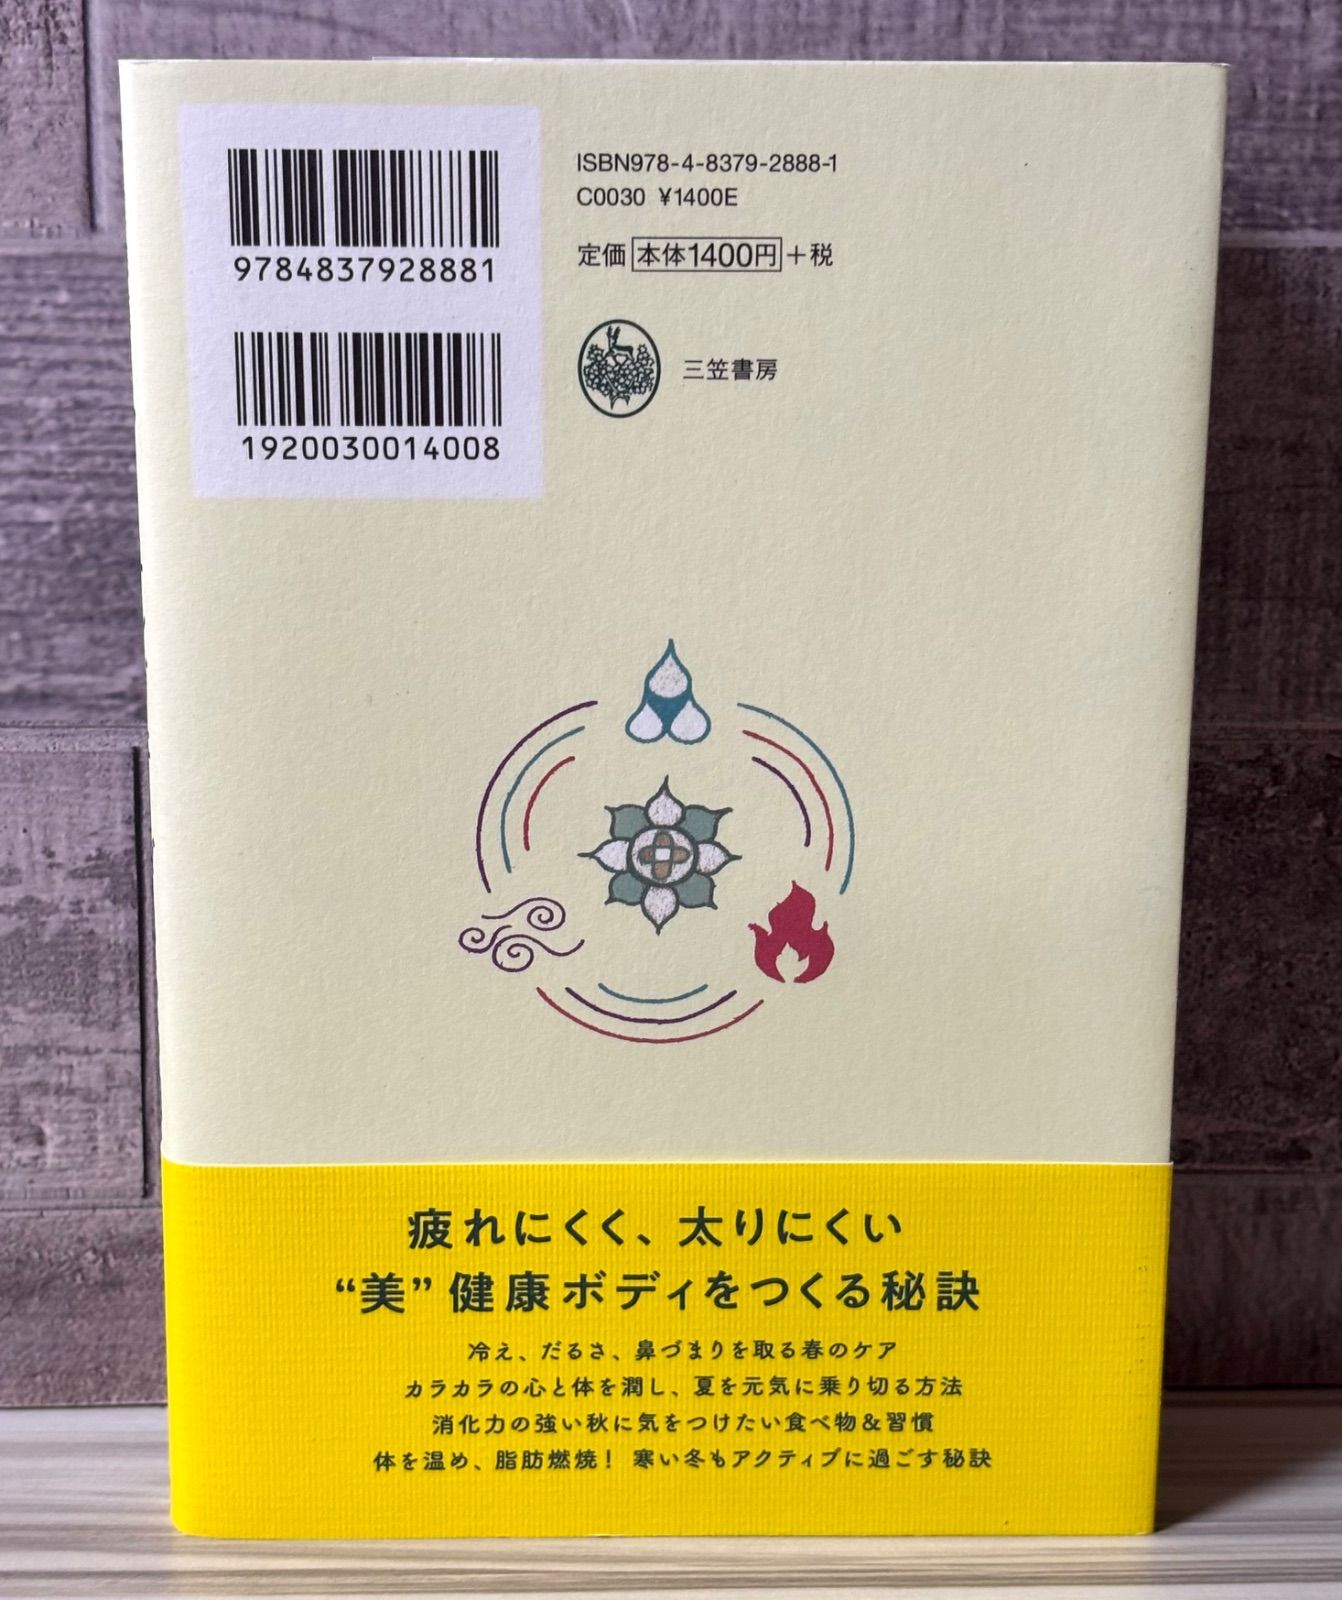 9784837928881
1920030014008
ISBN978-4-8379-2888-1
C0030 ¥1400E
定価 本体1400円＋税
三笠書房
疲れにくく、太りにくい
“美” 健康ボディをつくる秘訣
冷え、だるさ、鼻づまりを取る春のケア
カラカラの心と体を潤し、夏を元気に乗り切る方法
消化力の強い秋に気をつけたい食べ物＆習慣
体を温め、脂肪燃焼！ 寒い冬もアクティブに過ごす秘訣